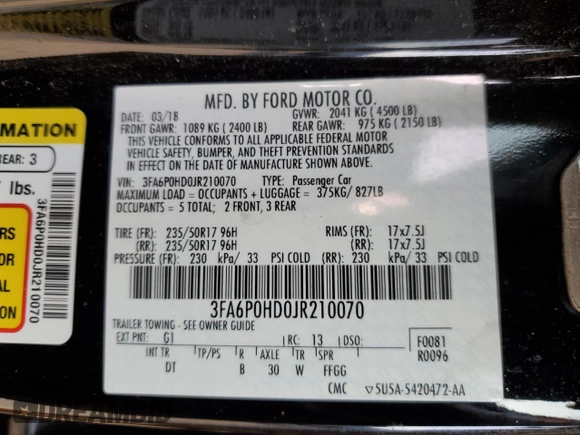 MFD. BY FORD MOTOR CO.
DATE: 03/18 GVWR: 2041 KG ( 4500 LB)
FRONT GAWR: 1089 KG ( 2400 LB) REAR GAWR: 975 KG ( 2150 LB)
THIS VEHICLE CONFORMS TO ALL APPLICABLE FEDERAL MOTOR
VEHICLE SAFETY, BUMPER, AND THEFT PREVENTION STANDARDS
IN EFFECT ON THE DATE OF MANUFACTURE SHOWN ABOVE.
VIN: 3FA6P0HD0JR210070 TYPE: Passenger Car
MAXIMUM LOAD = OCCUPANTS + LUGGAGE = 375KG/ 827LB
OCCUPANTS = 5 TOTAL; 2 FRONT, 3 REAR
TIRE (FR): 235/50R17 96H RIMS (FR): 17x7.5J
(RR): 235/50R17 96H (RR): 17x7.5J
PRESSURE (FR): 230 kPa/ 33 PSI COLD (RR): 230 kPa/ 33 PSI COLD
3FA6P0HD0JR210070
TRAILER TOWING - SEE OWNER GUIDE
EXT PNT: G1 RC: 13 DSO: F0081
R0096
INT TR TP/PS R AXLE TR SPR
DT B 30 W FFGG
CMC 5U5A-5420472-AA
RMATION
REAR: 3
lbs.
RS
OR
ON
3FA6P0HD0JR210070